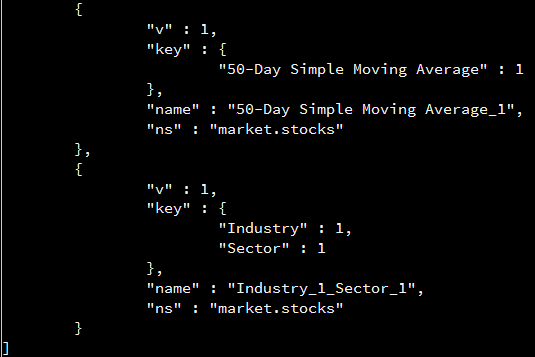 {
"v" : 1,
"key" : {
"50-Day Simple Moving Average" : 1
},
"name" : "50-Day Simple Moving Average_1",
"ns" : "market.stocks"
},
{
"v" : 1,
"key" : {
"Industry" : 1,
"Sector" : 1
},
"name" : "Industry_1_Sector_1",
"ns" : "market.stocks"
}
]